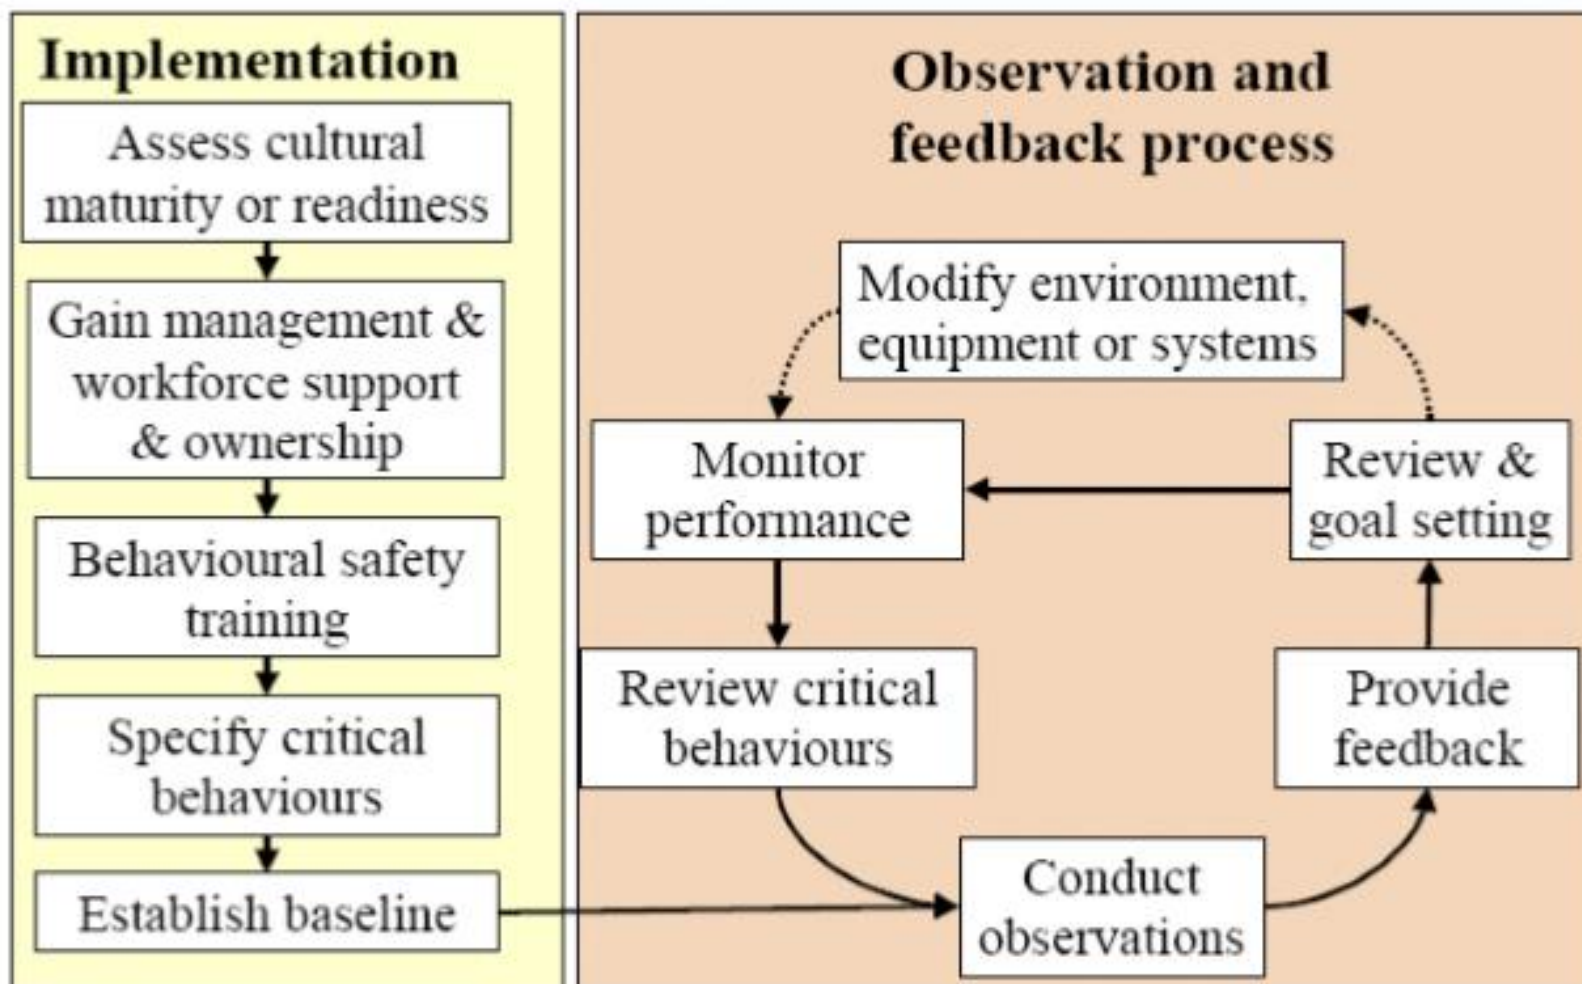 Implementation
Assess cultural
maturity or readiness
Gain management &
workforce support
& ownership
Behavioural safety
training
Specify critical
behaviours
Establish baseline
Observation and
feedback process
Modify environment,
equipment or systems
Monitor
performance
Review &
goal setting
Review critical
behaviours
Provide
feedback
Conduct
observations